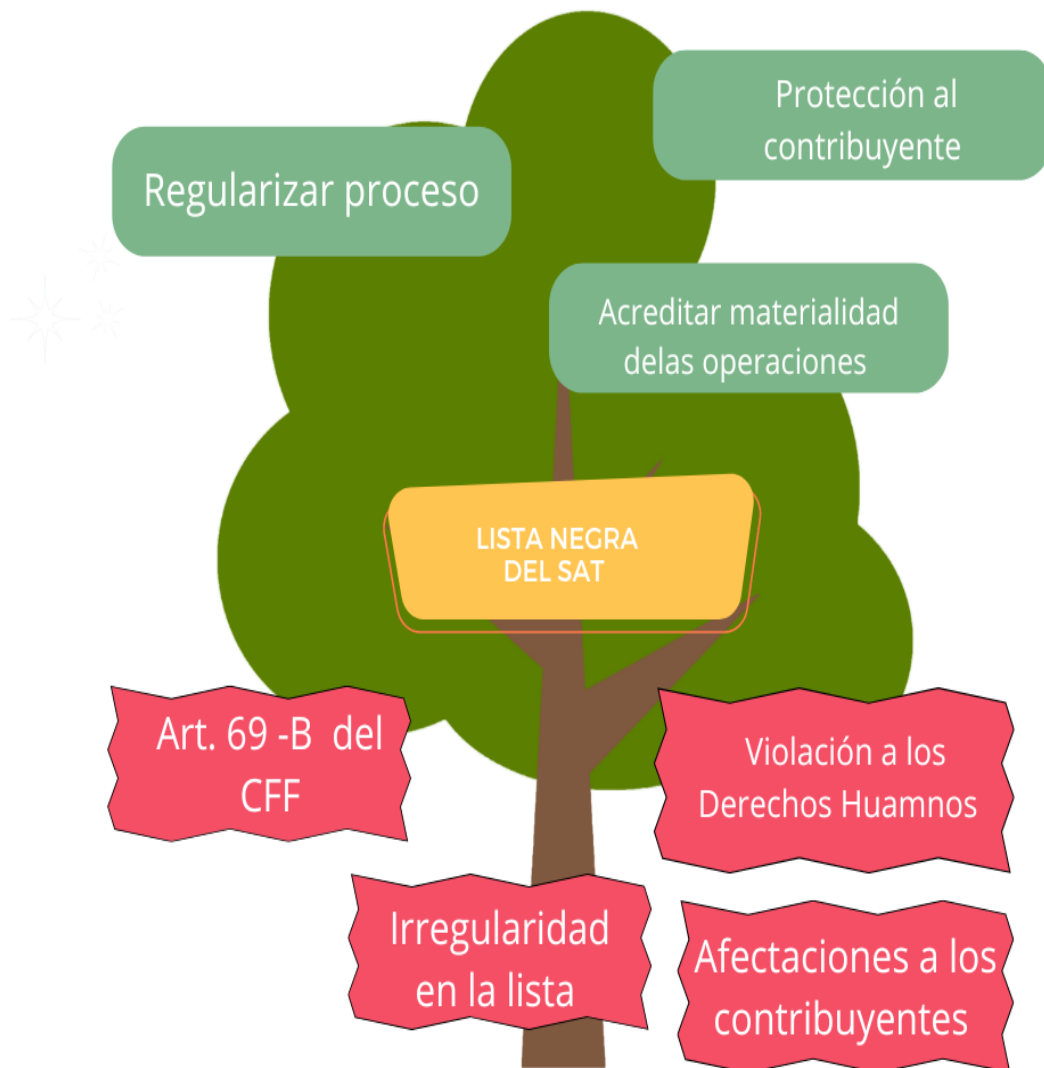 Protección al
contribuyente
Regularizar proceso
Acreditar materialidad
delas operaciones
LISTA NEGRA
DEL SAT
Art. 69 -B del
CFF
Violación a los
Derechos Huamnos
Irregularidad
en la lista
Afectaciones a los
contribuyentes